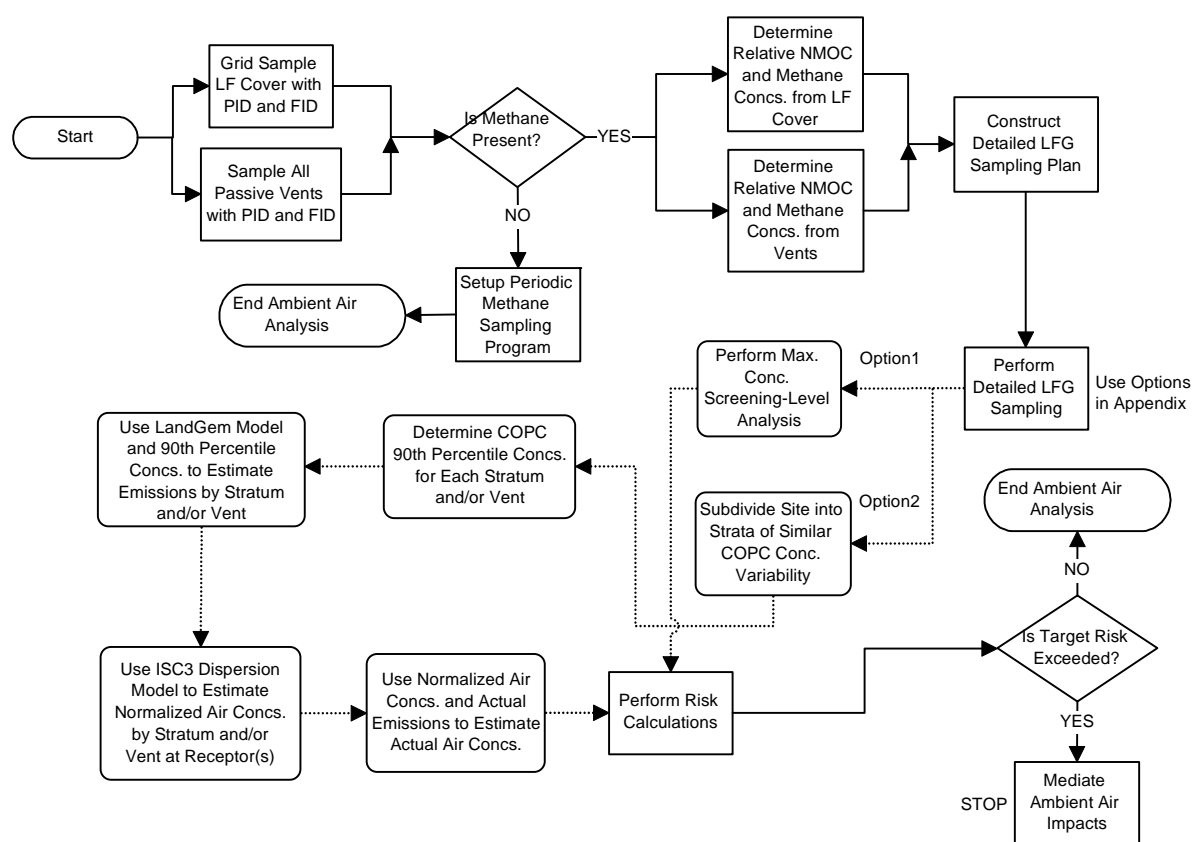 Start
Grid Sample
LF Cover with
PID and FID
Sample All
Passive Vents
with PID and FID
Is Methane
Present?
YES
NO
Determine
Relative NMOC
and Methane
Concs. from LF
Cover
Determine
Relative NMOC
and Methane
Concs. from
Vents
Construct
Detailed LFG
Sampling Plan
Setup Periodic
Methane
Sampling
Program
End Ambient Air
Analysis
Perform
Detailed LFG
Sampling
Use Options
in Appendix
Option1
Perform Max.
Conc.
Screening-Level
Analysis
Option2
Subdivide Site into
Strata of Similar
COPC Conc.
Variability
Determine COPC
90th Percentile Concs.
for Each Stratum
and/or Vent
Use LandGem Model
and 90th Percentile
Concs. to Estimate
Emissions by Stratum
and/or Vent
Use ISC3 Dispersion
Model to Estimate
Normalized Air Concs.
by Stratum and/or
Vent at Receptor(s)
Use Normalized Air
Concs. and Actual
Emissions to Estimate
Actual Air Concs.
Perform Risk
Calculations
Is Target Risk
Exceeded?
NO
End Ambient Air
Analysis
YES
STOP
Mediate
Ambient Air
Impacts